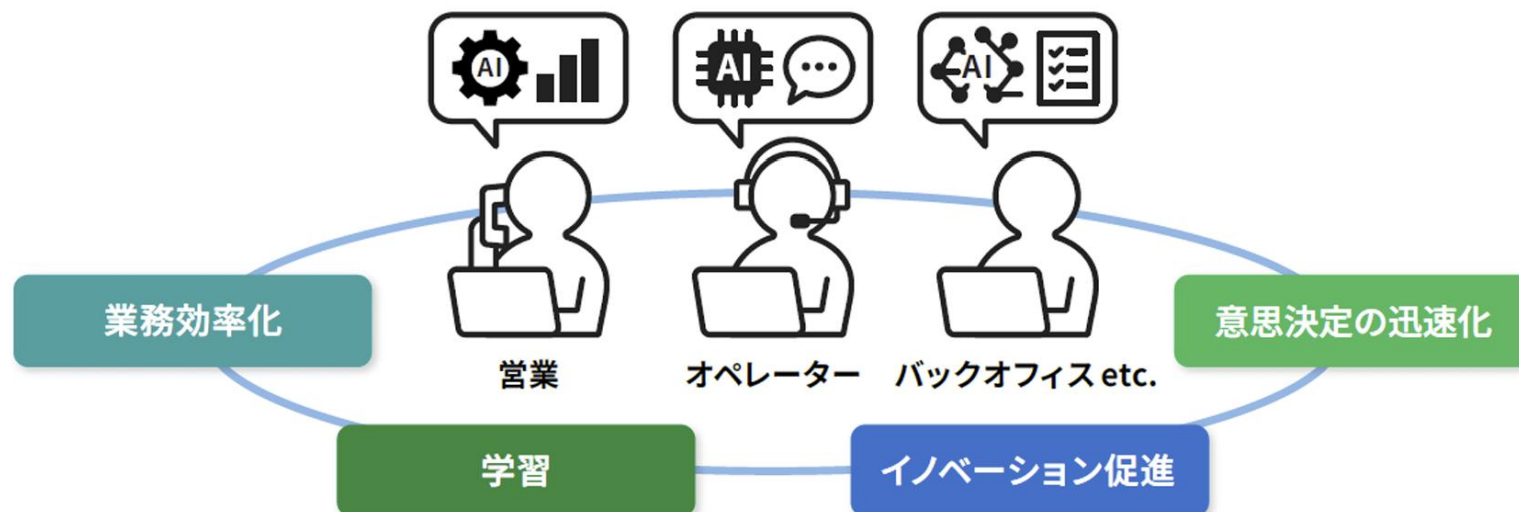 AI
AI
AI
業務効率化
意思決定の迅速化
営業
オペレーター
バックオフィス etc.
学習
イノベーション促進